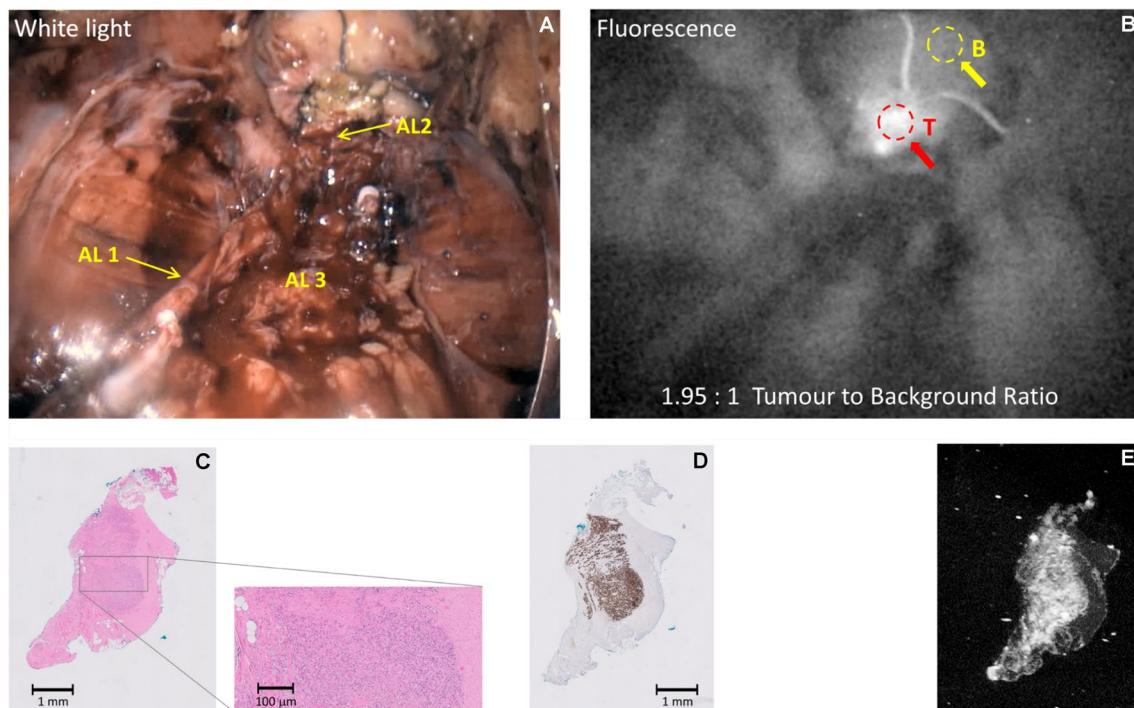 White light
A
AL2
AL 1
AL 3
Fluorescence
B
B
T
1.95 : 1 Tumour to Background Ratio
C
1 mm
100 µm
D
1 mm
E